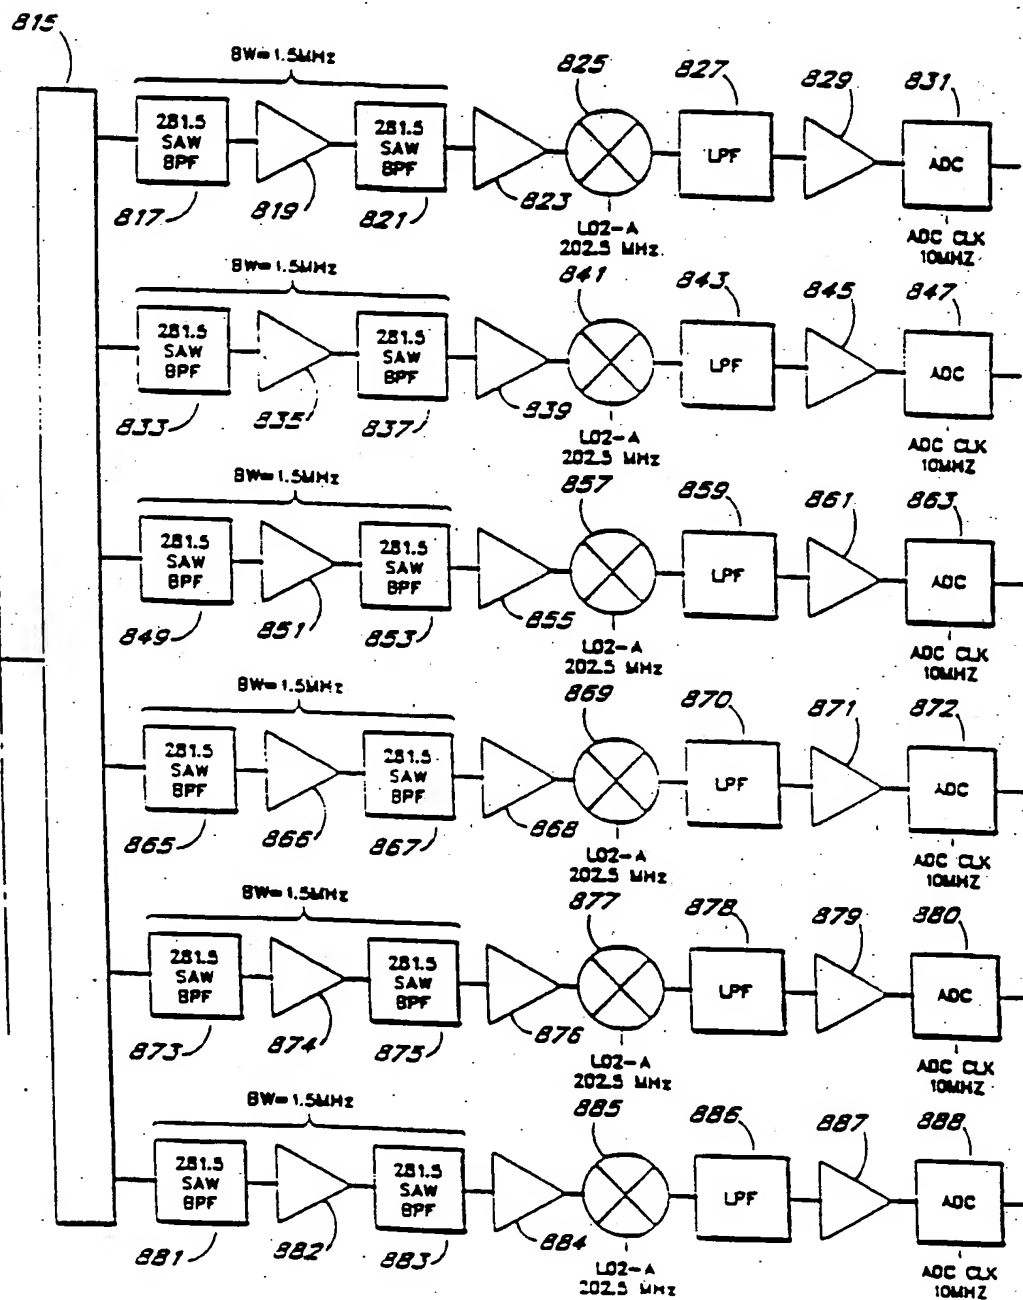 815
BW=1.5MHz
825 827 829 831
281.5 SAW BPF
281.5 SAW BPF
LPF
ADC
817 819 821 823
LO2-A
202.5 MHz
ADC CLK
10MHZ
BW=1.5MHz
841 843 845 847
281.5 SAW BPF
281.5 SAW BPF
LPF
ADC
833 835 837 839
LO2-A
202.5 MHz
ADC CLK
10MHZ
BW=1.5MHz
857 859 861 863
281.5 SAW BPF
281.5 SAW BPF
LPF
ADC
849 851 853 855
LO2-A
202.5 MHz
ADC CLK
10MHZ
BW=1.5MHz
869 870 871 872
281.5 SAW BPF
281.5 SAW BPF
LPF
ADC
865 866 867 868
LO2-A
202.5 MHz
ADC CLK
10MHZ
BW=1.5MHz
877 878 879 880
281.5 SAW BPF
281.5 SAW BPF
LPF
ADC
873 874 875 876
LO2-A
202.5 MHz
ADC CLK
10MHZ
BW=1.5MHz
885 886 887 888
281.5 SAW BPF
281.5 SAW BPF
LPF
ADC
881 882 883 884
LO2-A
202.5 MHz
ADC CLK
10MHZ